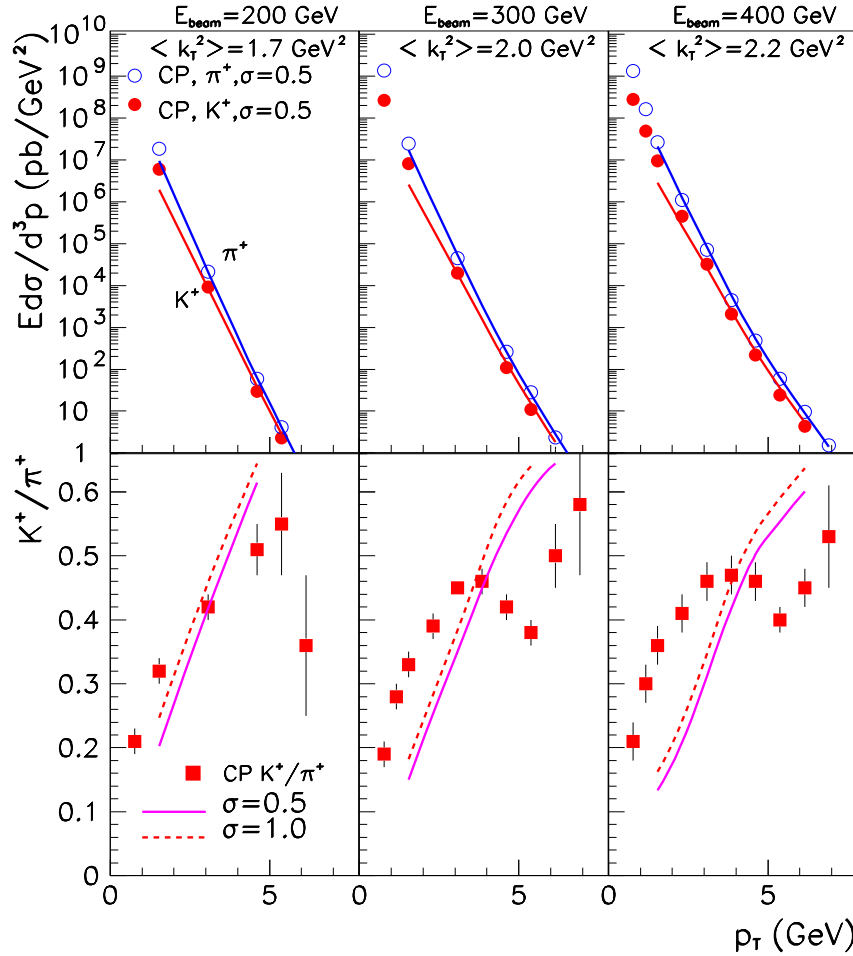 E_beam=200 GeV E_beam=300 GeV E_beam=400 GeV
< k_T^2 >=1.7 GeV^2 < k_T^2 >=2.0 GeV^2 < k_T^2 >=2.2 GeV^2
CP, π^+,σ=0.5
CP, K^+,σ=0.5
Edσ/d^3p (pb/GeV^2)
10^10
10^9
10^8
10^7
10^6
10^5
10^4
10^3
10^2
10
1
π^+
K^+
K^+/π^+
0.6
0.5
0.4
0.3
0.2
0.1
0
CP K^+/π^+
σ=0.5
σ=1.0
0 5 0 5 0 5
p_T (GeV)